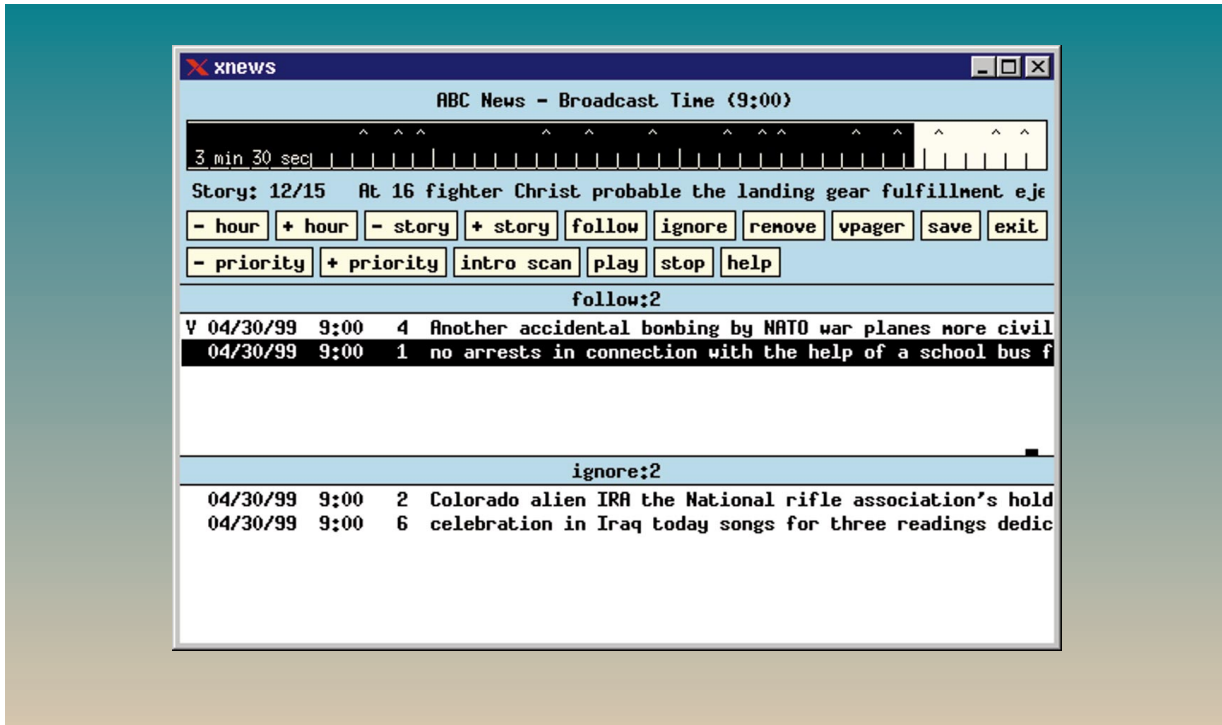 xnews
ABC News - Broadcast Time (9:00)
3 min 30 sec
Story: 12/15 At 16 fighter Christ probable the landing gear fulfillment eje
- hour + hour - story + story follow ignore remove vpager save exit
- priority + priority intro scan play stop help
follow:2
V 04/30/99 9:00 4 Another accidental bombing by NATO war planes more civil
04/30/99 9:00 1 no arrests in connection with the help of a school bus f
ignore:2
04/30/99 9:00 2 Colorado alien IRA the National rifle association's hold
04/30/99 9:00 6 celebration in Iraq today songs for three readings dedic